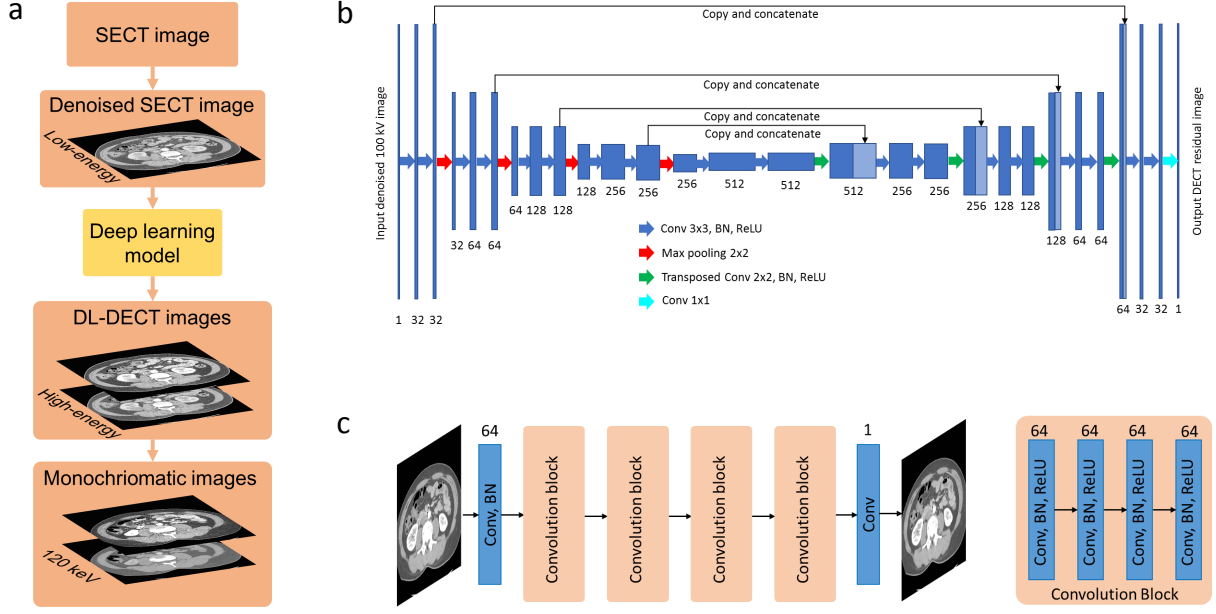 a
SECT image
Denoised SECT image
Low-energy
Deep learning
model
DL-DECT images
High-energy
Monochriomatic images
120 keV
b
Copy and concatenate
Copy and concatenate
Copy and concatenate
Copy and concatenate
Input denoised 100 kV image
Output DECT residual image
1 32 32
32 64 64
64 128 128
128 256 256
256 512 512
512 256 256
256 128 128
128 64 64
64 32 32 1
Conv 3x3, BN, ReLU
Max pooling 2x2
Transposed Conv 2x2, BN, ReLU
Conv 1x1
c
64
Conv, BN
Convolution block
Convolution block
Convolution block
Convolution block
1
Conv
64 64 64 64
Conv, BN, ReLU
Conv, BN, ReLU
Conv, BN, ReLU
Conv, BN, ReLU
Convolution Block